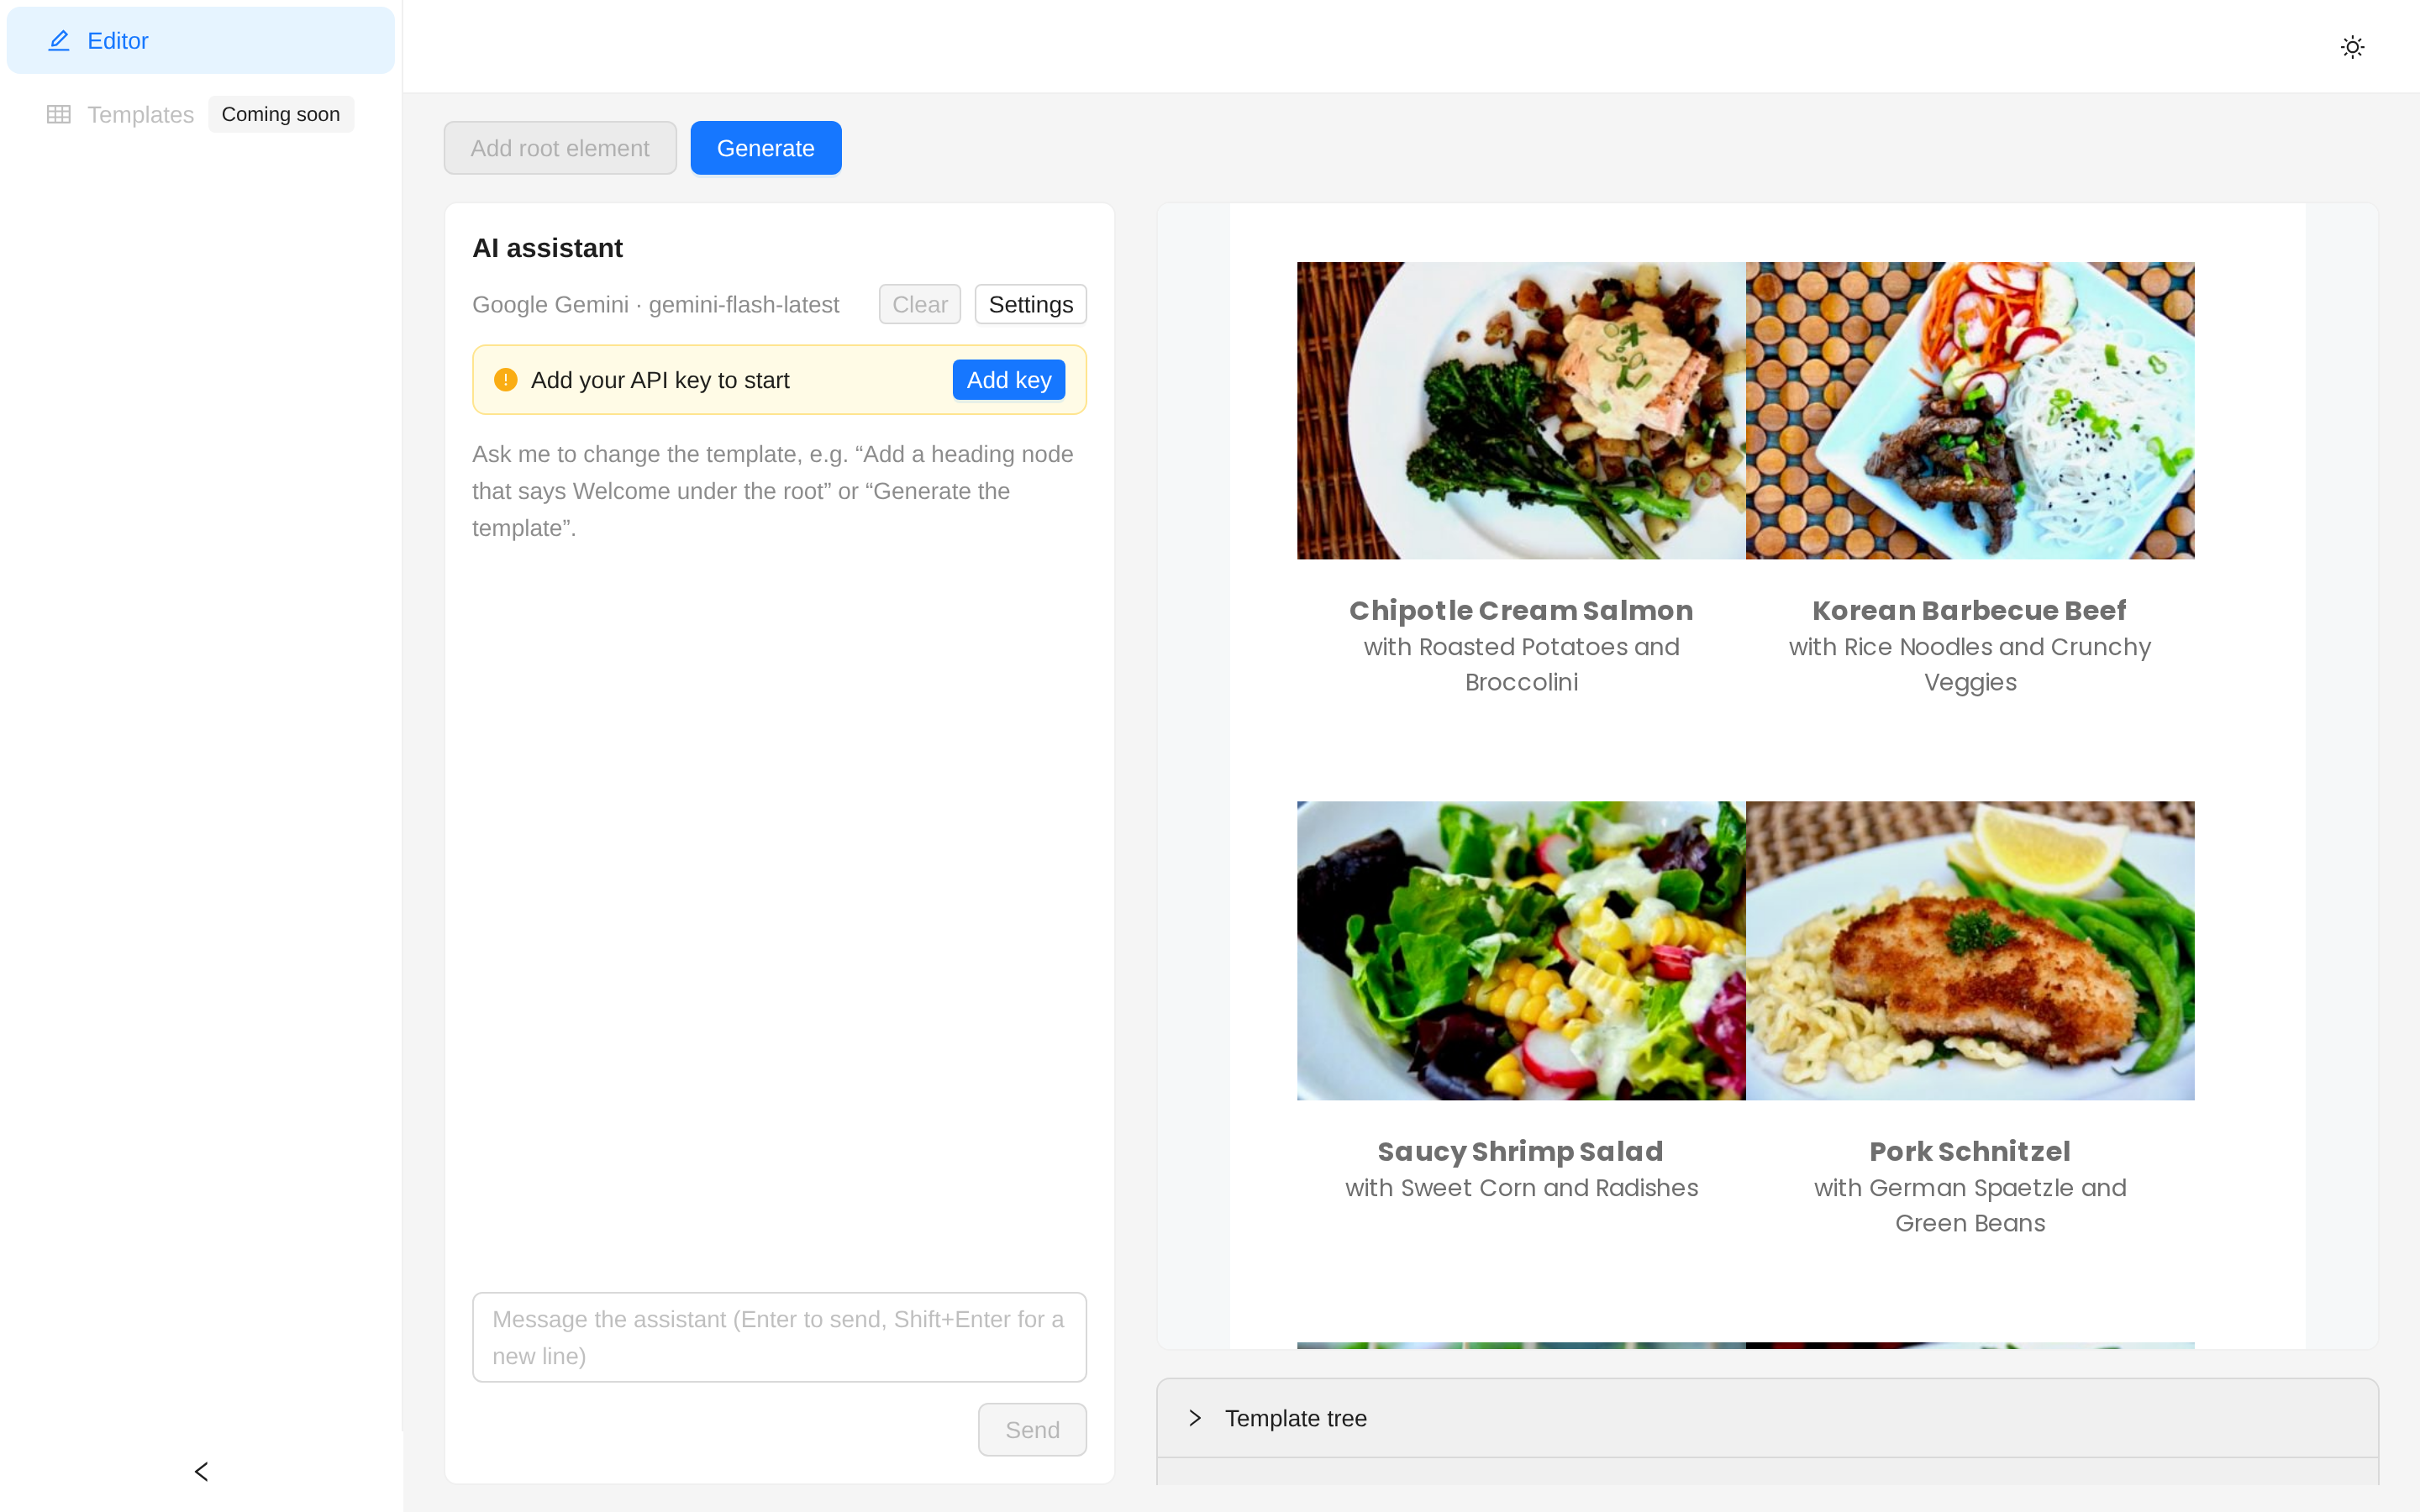 Editor
Templates
Coming soon
Add root element
Generate
AI assistant
Google Gemini · gemini-flash-latest
Clear
Settings
Add your API key to start
Add key
Ask me to change the template, e.g. “Add a heading node
that says Welcome under the root” or “Generate the
template”.
Message the assistant (Enter to send, Shift+Enter for a
new line)
Send
Chipotle Cream Salmon
with Roasted Potatoes and
Broccolini
Korean Barbecue Beef
with Rice Noodles and Crunchy
Veggies
Saucy Shrimp Salad
with Sweet Corn and Radishes
Pork Schnitzel
with German Spaetzle and
Green Beans
Template tree